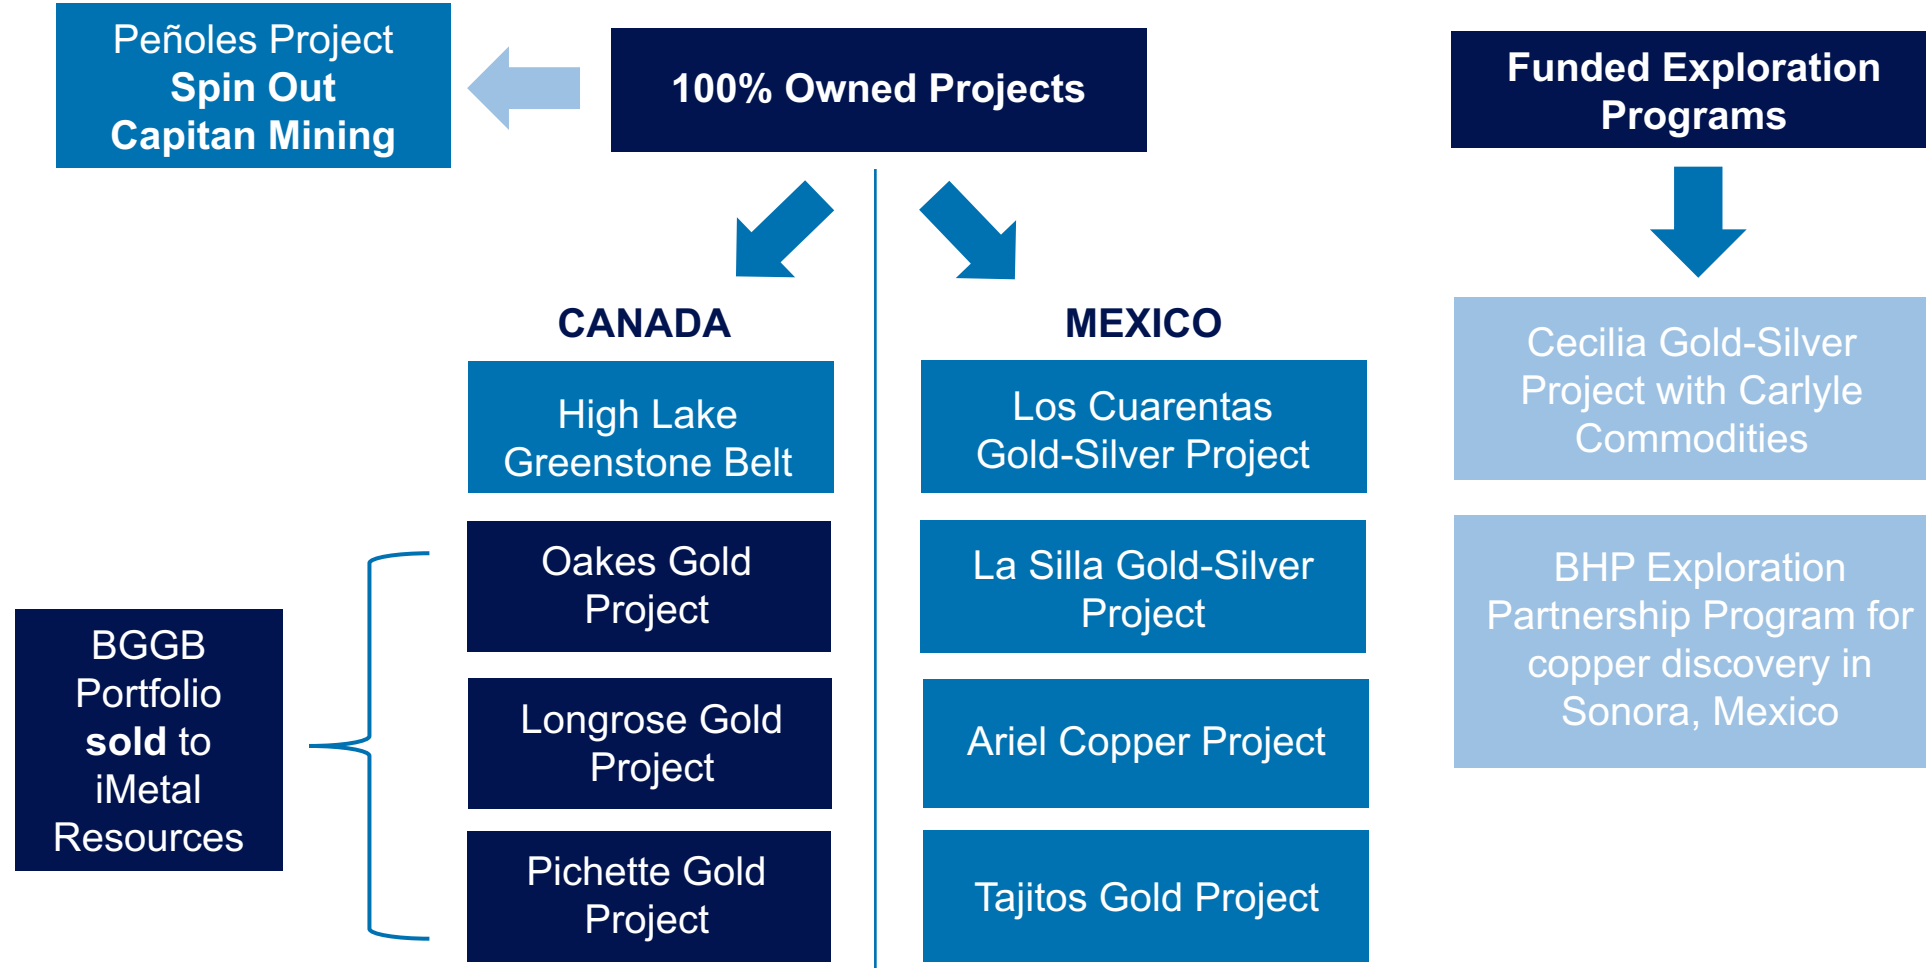 Peñoles Project
Spin Out
Capitan Mining
100% Owned Projects
Funded Exploration
Programs
CANADA
MEXICO
High Lake
Greenstone Belt
Oakes Gold
Project
Longrose Gold
Project
Pichette Gold
Project
BGGB
Portfolio
sold to
iMetal
Resources
Los Cuarentas
Gold-Silver Project
La Silla Gold-Silver
Project
Ariel Copper Project
Tajitos Gold Project
Cecilia Gold-Silver
Project with Carlyle
Commodities
BHP Exploration
Partnership Program for
copper discovery in
Sonora, Mexico